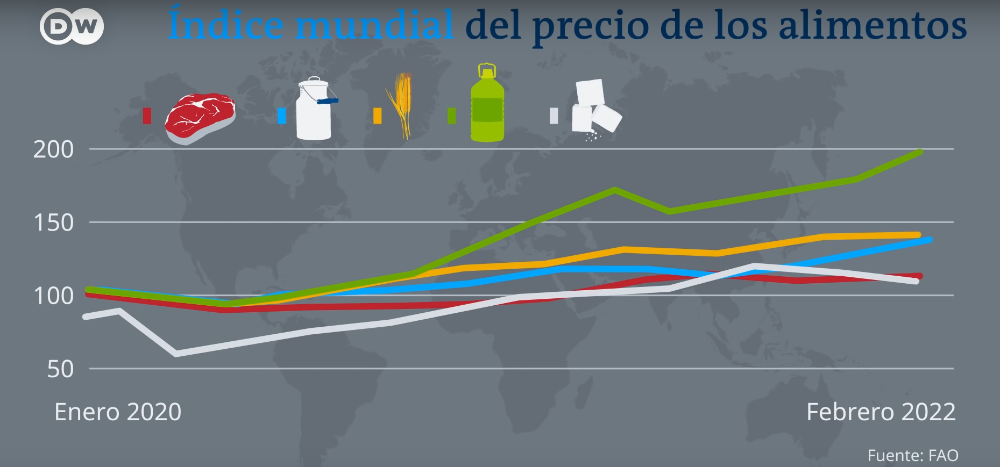 DW
Índice mundial del precio de los alimentos
200
150
100
50
Enero 2020
Febrero 2022
Fuente: FAO